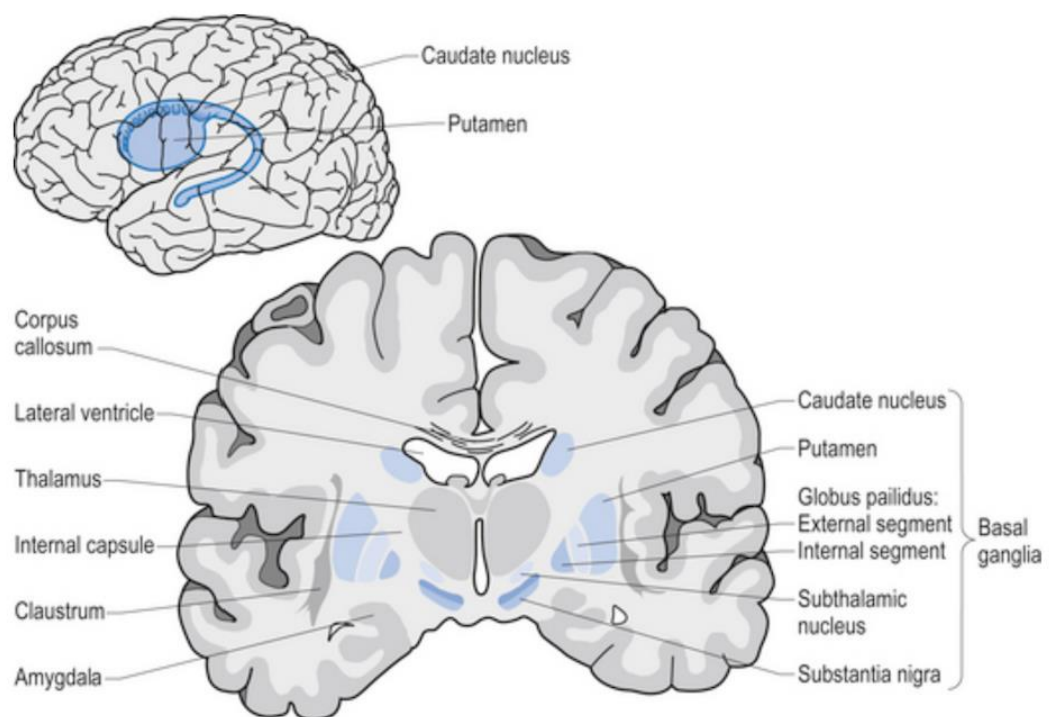 Caudate nucleus
Putamen
Corpus
callosum
Lateral ventricle
Thalamus
Internal capsule
Claustrum
Amygdala
Caudate nucleus
Putamen
Globus pailidus:
External segment
Internal segment
Subthalamic
nucleus
Substantia nigra
Basal
ganglia